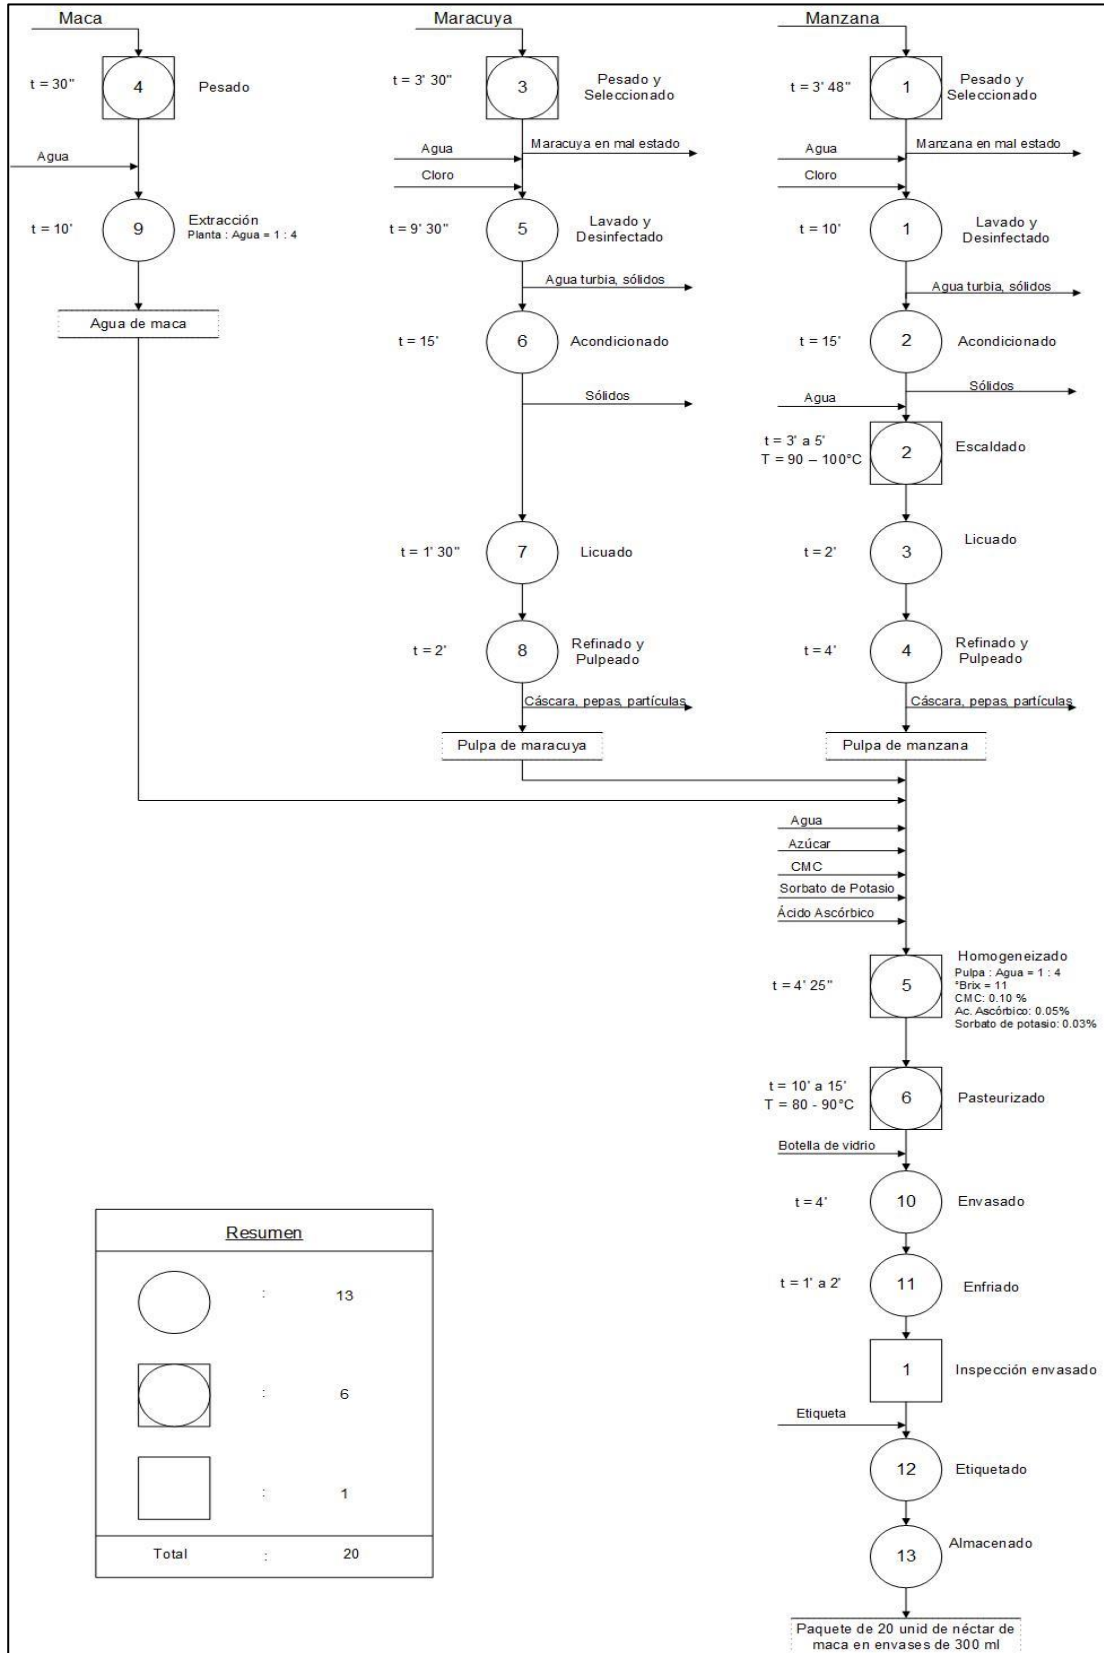 Maca
t = 30"
4
Pesado
Agua
t = 10'
9
Extracción
Planta : Agua = 1 : 4
Agua de maca
Maracuya
t = 3' 30"
3
Pesado y
Seleccionado
Maracuya en mal estado
Agua
Cloro
t = 9' 30"
5
Lavado y
Desinfectado
Agua turbia, sólidos
t = 15'
6
Acondicionado
Sólidos
t = 1' 30"
7
Licuado
t = 2'
8
Refinado y
Pulpeado
Cáscara, pepas, partículas
Pulpa de maracuya
Manzana
t = 3' 48"
1
Pesado y
Seleccionado
Manzana en mal estado
Agua
Cloro
t = 10'
1
Lavado y
Desinfectado
Agua turbia, sólidos
t = 15'
2
Acondicionado
Sólidos
Agua
t = 3' a 5'
T = 90 – 100°C
2
Escaldado
t = 2'
3
Licuado
t = 4'
4
Refinado y
Pulpeado
Cáscara, pepas, partículas
Pulpa de manzana
Agua
Azúcar
CMC
Sorbato de Potasio
Ácido Ascórbico
t = 4' 25"
5
Homogeneizado
Pulpa : Agua = 1 : 4
°Brix = 11
CMC: 0.10 %
Ac. Ascórbico: 0.05%
Sorbato de potasio: 0.03%
t = 10' a 15'
T = 80 - 90°C
6
Pasteurizado
Botella de vidrio
t = 4'
10
Envasado
t = 1' a 2'
11
Enfriado
1
Inspección envasado
Etiqueta
12
Etiquetado
13
Almacenado
Paquete de 20 unid de néctar de
maca en envases de 300 ml
Resumen
: 13
: 6
: 1
Total : 20